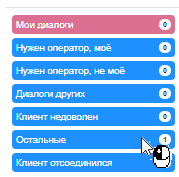 Мои диалоги 0
Нужен оператор, моё 0
Нужен оператор, не моё 0
Диалоги других 0
Клиент недоволен 0
Остальные 1
Клиент отсоединился